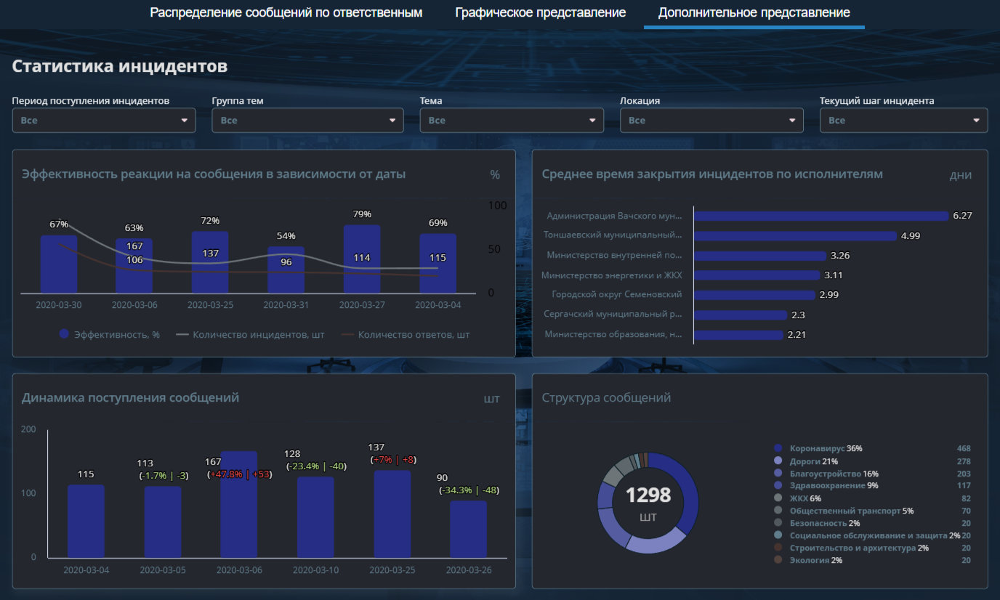 Распределение сообщений по ответственным Графическое представление Дополнительное представление
Статистика инцидентов
Период поступления инцидентов Группа тем Тема Локация Текущий шаг инцидента
Все Все Все Все Все
Эффективность реакции на сообщения в зависимости от даты %
100
50
0
67% 63% 72% 54% 79% 69%
167 137 96 114 115
106
2020-03-30 2020-03-06 2020-03-25 2020-03-31 2020-03-27 2020-03-04
Эффективность, % Количество инцидентов, шт Количество ответов, шт
Среднее время закрытия инцидентов по исполнителям дни
Администрация Вачского мун... 6.27
Тоншаевский муниципальный... 4.99
Министерство внутренней по... 3.26
Министерство энергетики и ЖКХ 3.11
Городской округ Семеновский 2.99
Сергачский муниципальный р... 2.3
Министерство образования, н... 2.21
Динамика поступления сообщений шт
200
100
0
115
113
(-1.7% | -3)
167
(+47.8% | +53)
128
(-23.4% | -40)
137
(+7% | +8)
90
(-34.3% | -48)
2020-03-04 2020-03-05 2020-03-06 2020-03-10 2020-03-25 2020-03-26
Структура сообщений
1298
шт
Коронавирус 36% 468
Дороги 21% 278
Благоустройство 16% 203
Здравоохранение 9% 117
ЖКХ 6% 82
Общественный транспорт 5% 70
Безопасность 2% 20
Социальное обслуживание и защита 2% 20
Строительство и архитектура 2% 20
Экология 2% 20